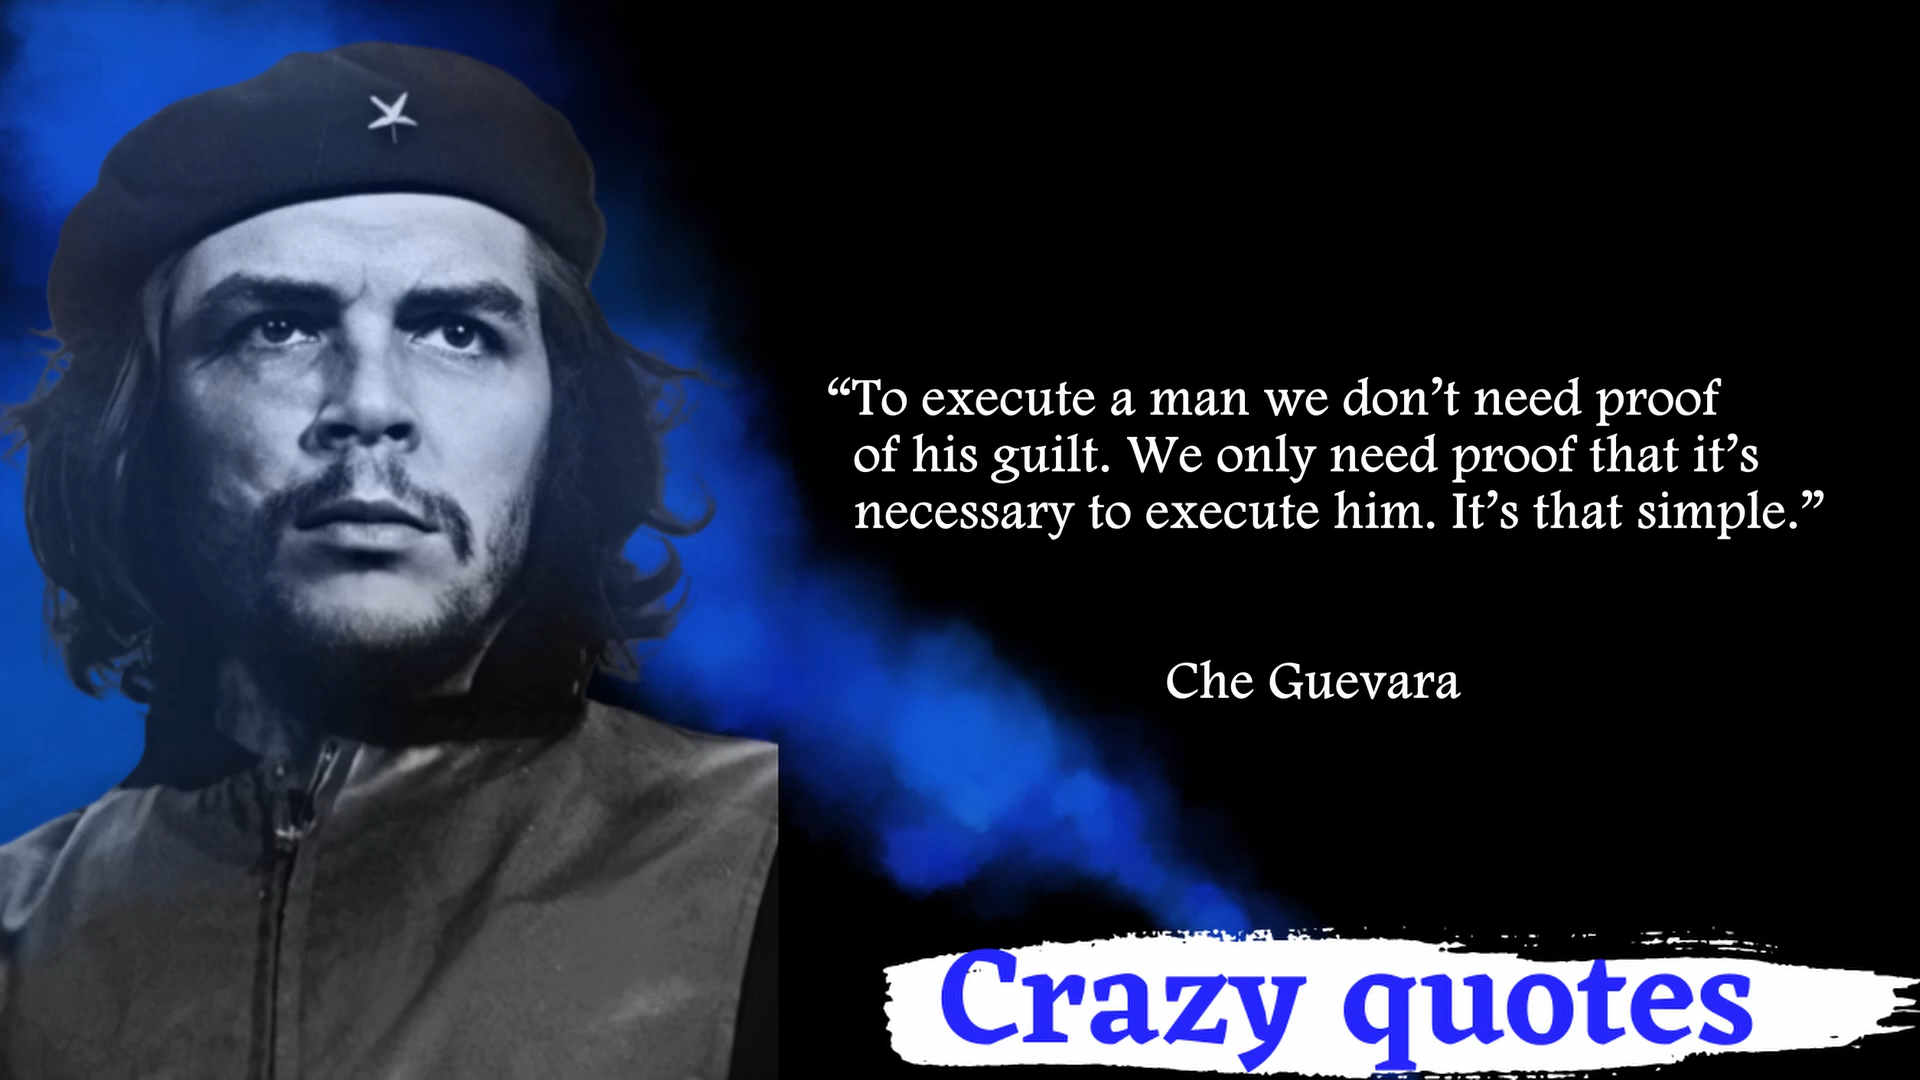 “To execute a man we don’t need proof
of his guilt. We only need proof that it’s
necessary to execute him. It’s that simple.”
Che Guevara
Crazy quotes